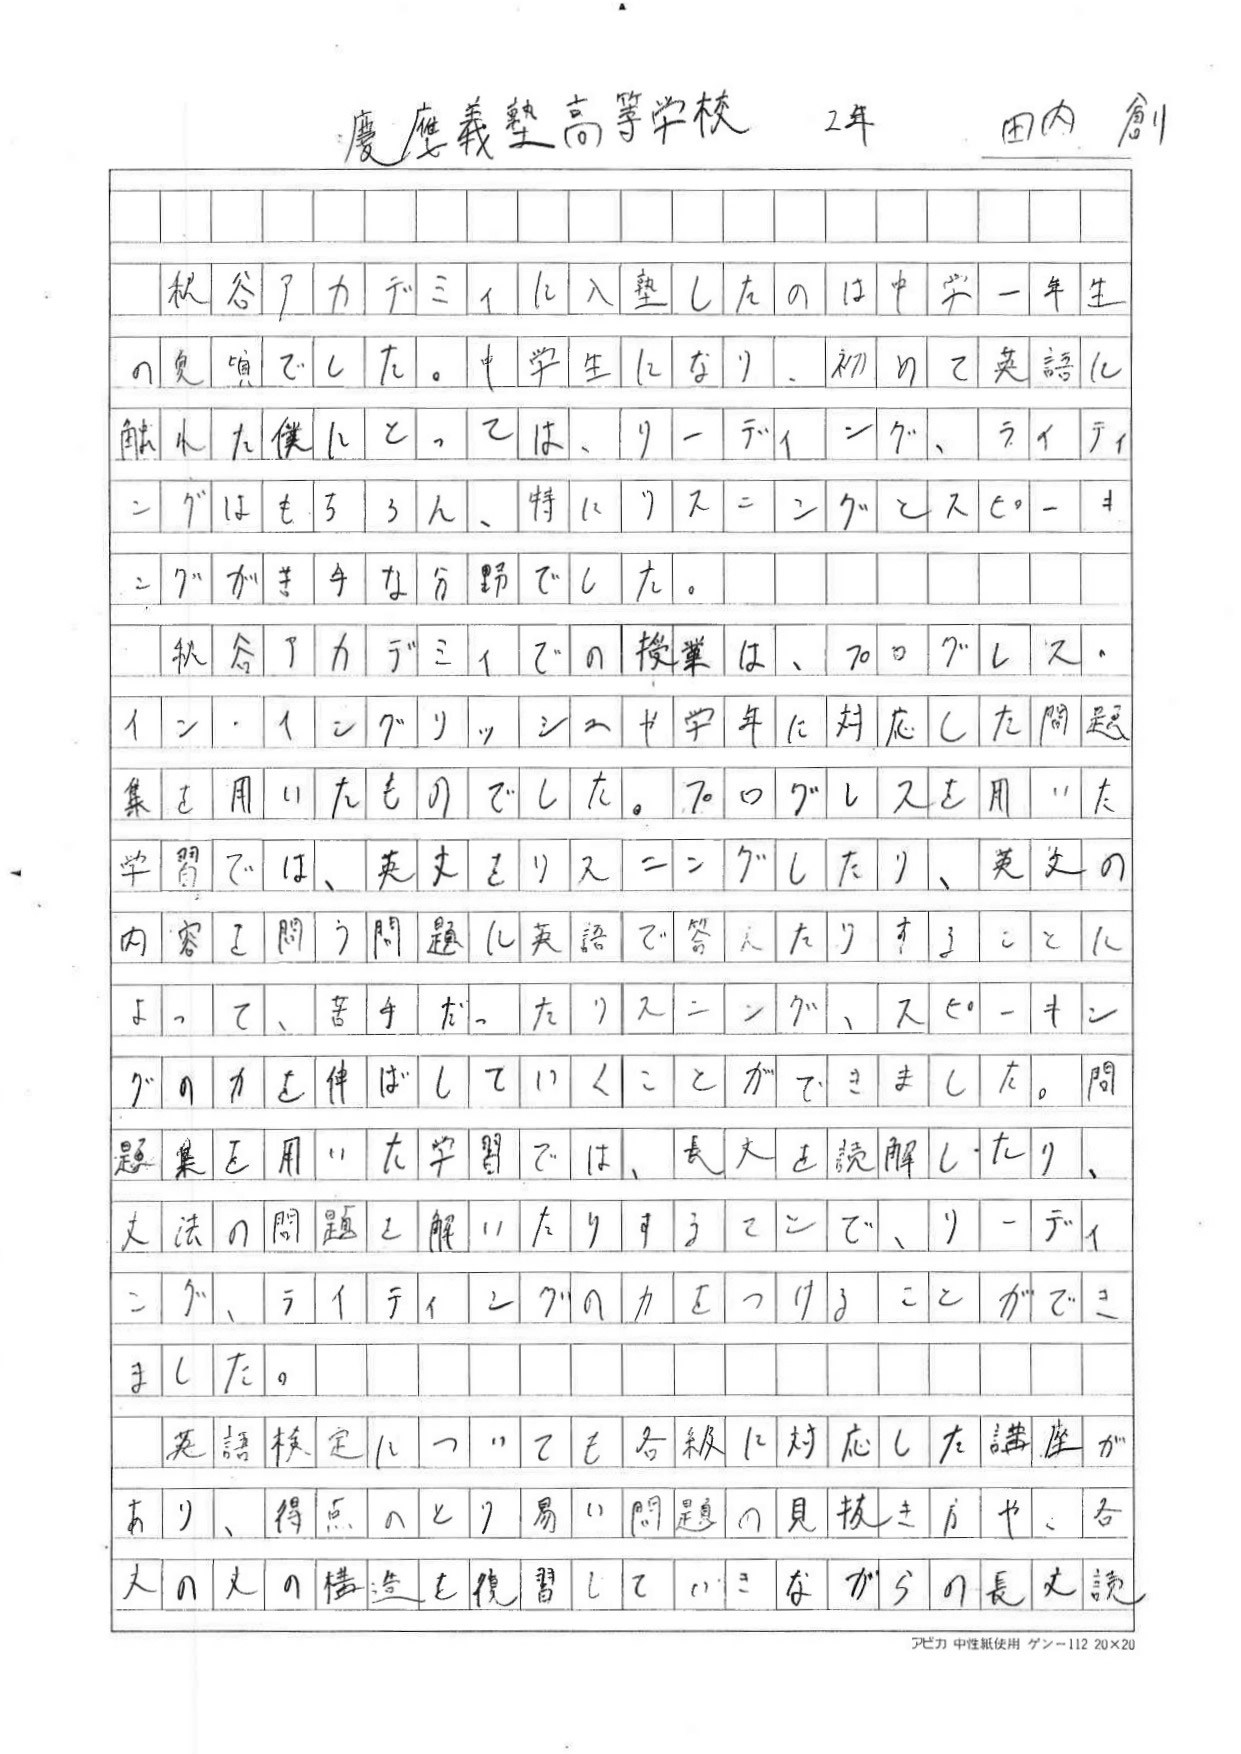 慶應義塾高等学校 2年 田内 創
秋谷アカデミィに入塾したのは中学一年生
の夏頃でした。中学生になり、初めて英語に
触れた僕にとっては、リーディング、ライティ
ングはもちろん、特にリスニングとスピーキ
ングが苦手な分野でした。
秋谷アカデミィでの授業は、プログレス・
イン・イングリッシュや学年に対応した問題
集を用いたものでした。プログレスを用いた
学習では、英文をリスニングしたり、英文の
内容を問う問題に英語で答えたりすることに
よって、苦手だったリスニング、スピーキン
グの力を伸ばしていくことができました。問
題集を用いた学習では、長文を読解したり、
文法の問題を解いたりすることで、リーディ
ング、ライティングの力をつけることができ
ました。
英語検定についても各級に対応した講座が
あり、得点のとり易い問題の見抜き方や、各
文の文の構造を復習していきながらの長文読
アピカ 中性紙使用 ゲンー112 20×20